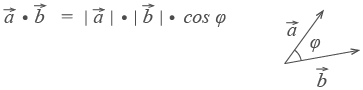 a⃗ • b⃗ = | a⃗ | • | b⃗ | • cos φ
a⃗
φ
b⃗